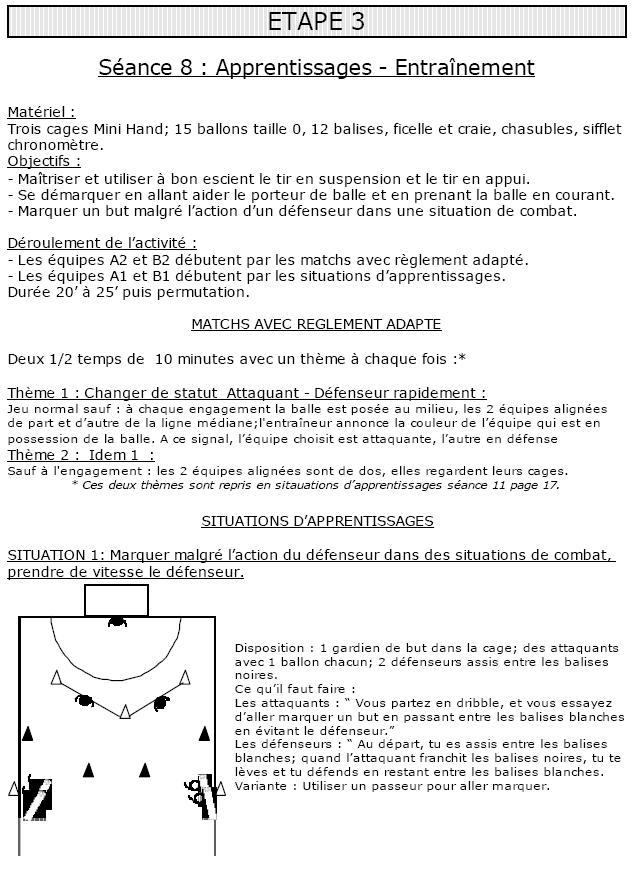 ETAPE 3
Séance 8 : Apprentissages - Entraînement
Matériel :
Trois cages Mini Hand; 15 ballons taille 0, 12 balises, ficelle et craie, chasubles, sifflet
chronomètre.
Objectifs :
- Maîtriser et utiliser à bon escient le tir en suspension et le tir en appui.
- Se démarquer en allant aider le porteur de balle et en prenant la balle en courant.
- Marquer un but malgré l’action d’un défenseur dans une situation de combat.
Déroulement de l’activité :
- Les équipes A2 et B2 débutent par les matchs avec règlement adapté.
- Les équipes A1 et B1 débutent par les situations d’apprentissages.
Durée 20’ à 25’ puis permutation.
MATCHS AVEC REGLEMENT ADAPTE
Deux 1/2 temps de  10 minutes avec un thème à chaque fois :*
Thème 1 : Changer de statut  Attaquant - Défenseur rapidement :
Jeu normal sauf : à chaque engagement la balle est posée au milieu, les 2 équipes alignées
de part et d’autre de la ligne médiane;l'entraîneur annonce la couleur de l’équipe qui est en
possession de la balle. A ce signal, l’équipe choisit est attaquante, l’autre en défense
Thème 2 :  Idem 1  :
Sauf à l'engagement : les 2 équipes alignées sont de dos, elles regardent leurs cages.
* Ces deux thèmes sont repris en sitauations d’apprentissages séance 11 page 17.
SITUATIONS D’APPRENTISSAGES
SITUATION 1: Marquer malgré l’action du défenseur dans des situations de combat,
prendre de vitesse le défenseur.
Disposition : 1 gardien de but dans la cage; des attaquants
avec 1 ballon chacun; 2 défenseurs assis entre les balises
noires.
Ce qu’il faut faire :
Les attaquants : “ Vous partez en dribble, et vous essayez
d’aller marquer un but en passant entre les balises blanches
en évitant le défenseur.”
Les défenseurs : “ Au départ, tu es assis entre les balises
blanches; quand l’attaquant franchit les balises noires, tu te
lèves et tu défends en restant entre les balises blanches.
Variante : Utiliser un passeur pour aller marquer.